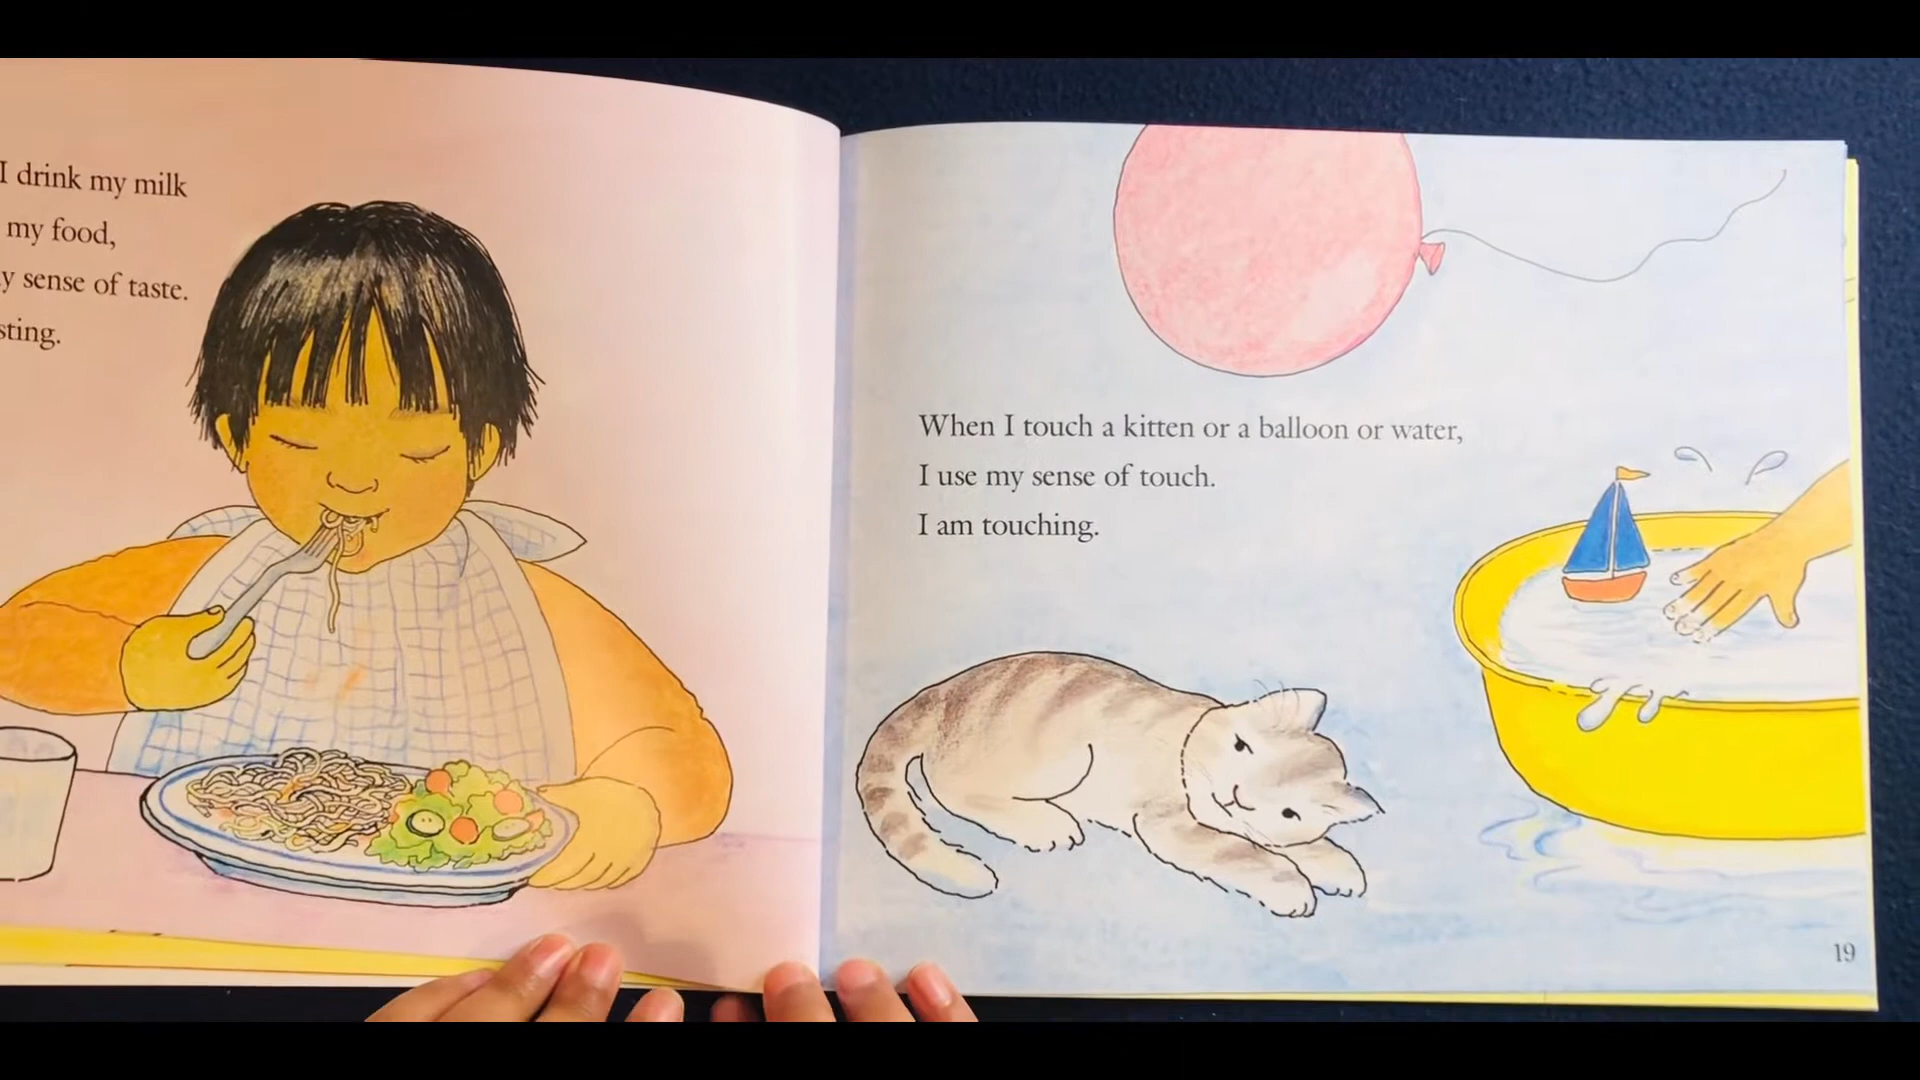 I drink my milk
my food,
y sense of taste.
sting.
When I touch a kitten or a balloon or water,
I use my sense of touch.
I am touching.
19